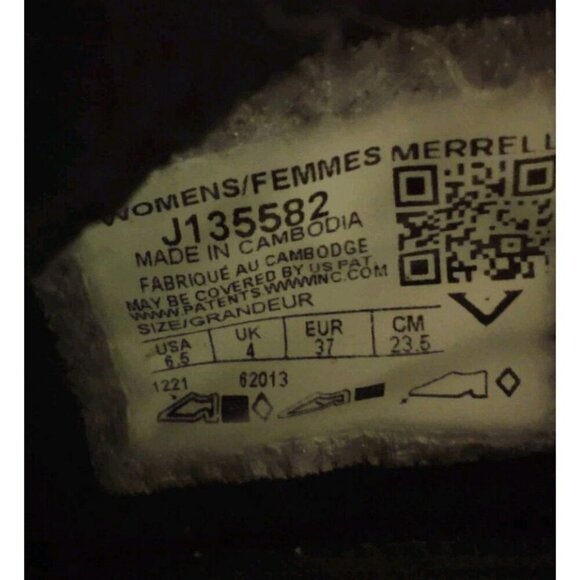 WOMENS/FEMMES MERRELL
J135582
MADE IN CAMBODIA
FABRIQUÉ AU CAMBODGE
MAY BE COVERED BY US PAT.
WWW.PATENTS WWWINC.COM
SIZE/GRANDEUR
USA UK EUR CM
6.5 4 37 23.5
1221 62013